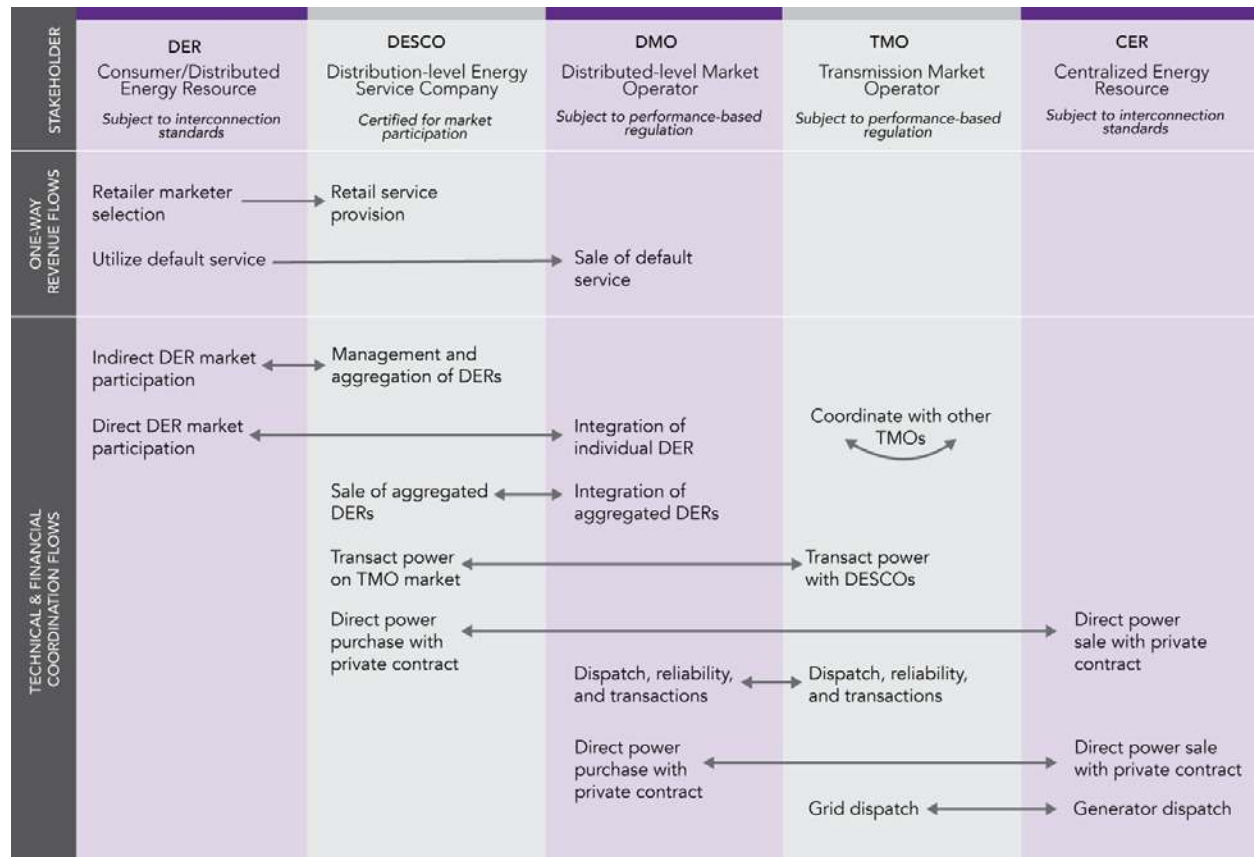 STAKEHOLDER
DER
Consumer/Distributed
Energy Resource
Subject to interconnection
standards
DESCO
Distribution-level Energy
Service Company
Certified for market
participation
DMO
Distributed-level Market
Operator
Subject to performance-based
regulation
TMO
Transmission Market
Operator
Subject to performance-based
regulation
CER
Centralized Energy
Resource
Subject to interconnection
standards
ONE-WAY
REVENUE FLOWS
Retailer marketer
selection
Retail service
provision
Utilize default service
Sale of default
service
TECHNICAL & FINANCIAL
COORDINATION FLOWS
Indirect DER market
participation
Management and
aggregation of DERs
Direct DER market
participation
Integration of
individual DER
Coordinate with other
TMOs
Sale of aggregated
DERs
Integration of
aggregated DERs
Transact power
on TMO market
Transact power
with DESCOs
Direct power
purchase with
private contract
Direct power
sale with private
contract
Dispatch, reliability,
and transactions
Dispatch, reliability,
and transactions
Direct power
purchase with
private contract
Direct power sale
with private contract
Grid dispatch
Generator dispatch